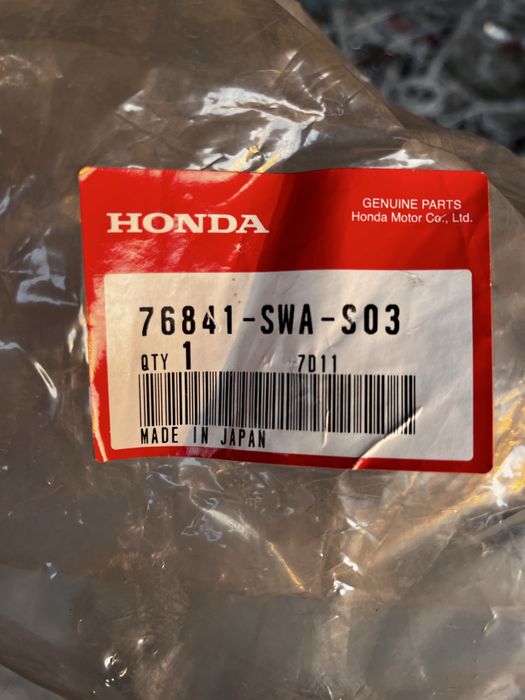 HONDA
GENUINE PARTS
Honda Motor Co., Ltd.
76841-SWA-S03
QTY 1 7D11
MADE IN JAPAN